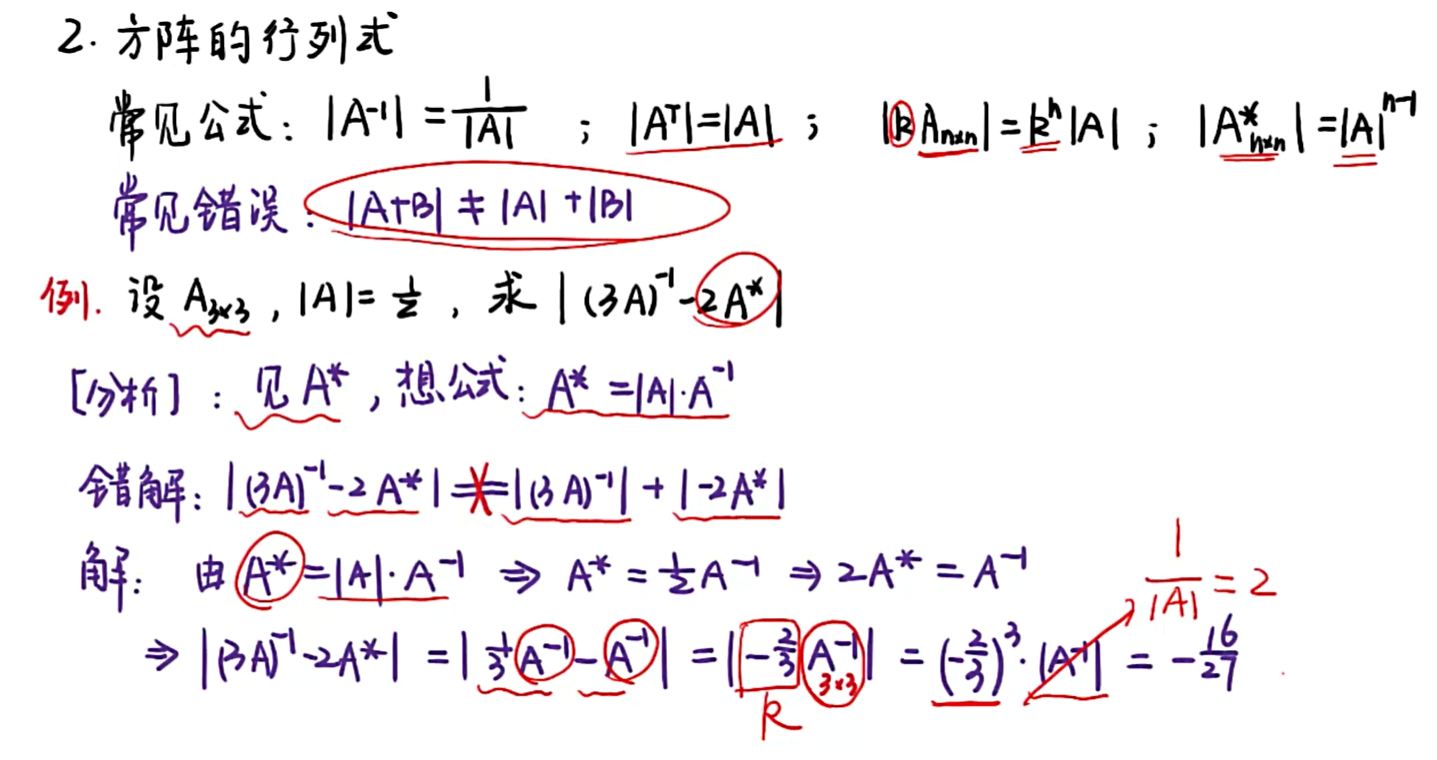 2. 方阵的行列式
常见公式: |A⁻¹| = 1/|A| ; |Aᵀ|=|A| ; |kAₙₓₙ|=kⁿ|A| ; |A*ₙₓₙ|=|A|ⁿ⁻¹
常见错误: |A+B| ≠ |A|+|B|
例. 设 A₃ₓ₃, |A|= 1/2, 求 |(3A)⁻¹-2A*|
[分析]: 见A*, 想公式: A* =|A|·A⁻¹
错解: |(3A)⁻¹-2A*| = |(3A)⁻¹| + |-2A*|
解: 由 A*=|A|·A⁻¹ ⇒ A* = 1/2 A⁻¹ ⇒ 2A* = A⁻¹
1/|A| = 2
⇒ |(3A)⁻¹-2A*| = |1/3 A⁻¹-A⁻¹| = |-2/3 A⁻¹| = (-2/3)³·|A⁻¹| = -16/27
3×3
k